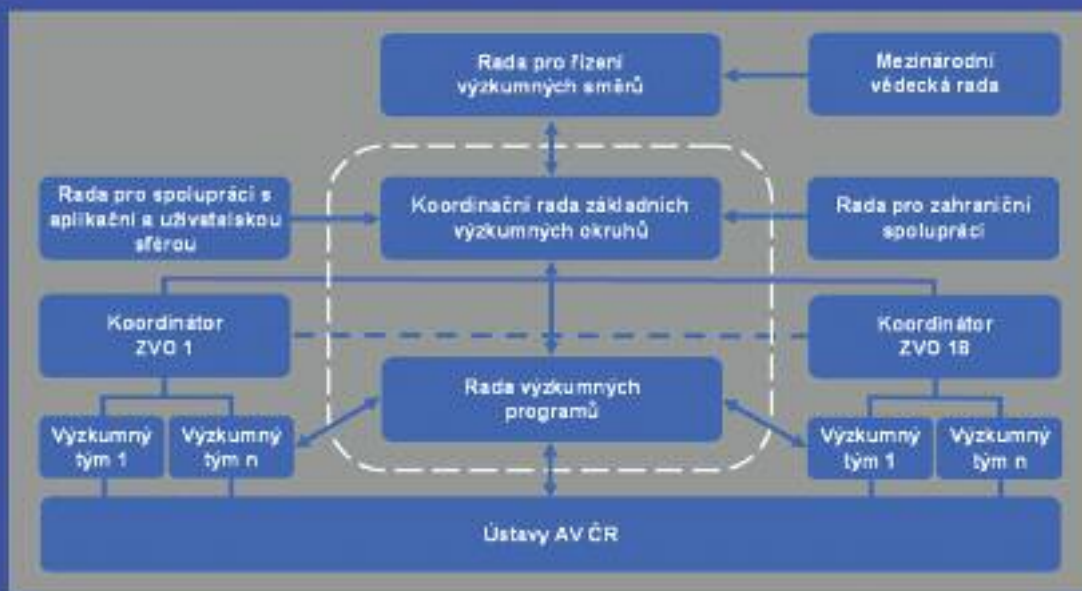 Rada pro řízení
výzkumných směrů
Mezinárodní
vědecká rada
Rada pro spolupráci s
aplikační a uživatelskou
sférou
Koordinační rada základních
výzkumných okruhů
Rada pro zahraniční
spolupráci
Koordinátor
ZVO 1
Koordinátor
ZVO 18
Rada výzkumných
programů
Výzkumný
tým 1
Výzkumný
tým n
Výzkumný
tým 1
Výzkumný
tým n
Ústavy AV ČR